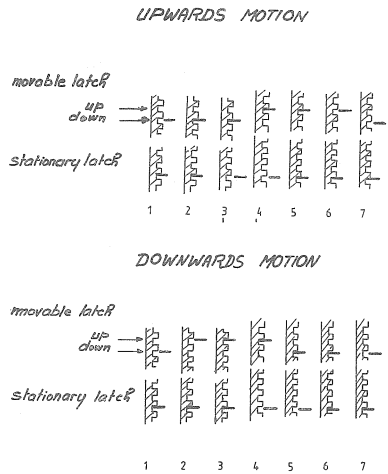 UPWARDS MOTION
movable latch
up
down
stationary latch
1 2 3 4 5 6 7
DOWNWARDS MOTION
movable latch
up
down
stationary latch
1 2 3 4 5 6 7